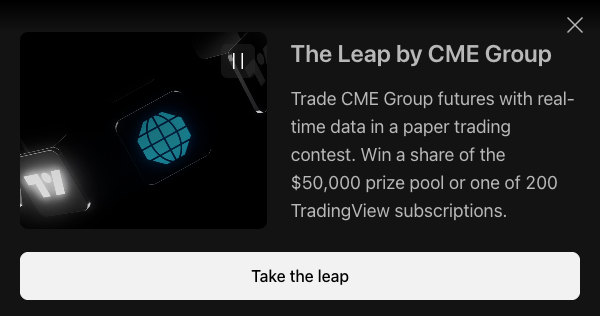 The Leap by CME Group
Trade CME Group futures with real-
time data in a paper trading
contest. Win a share of the
$50,000 prize pool or one of 200
TradingView subscriptions.
Take the leap